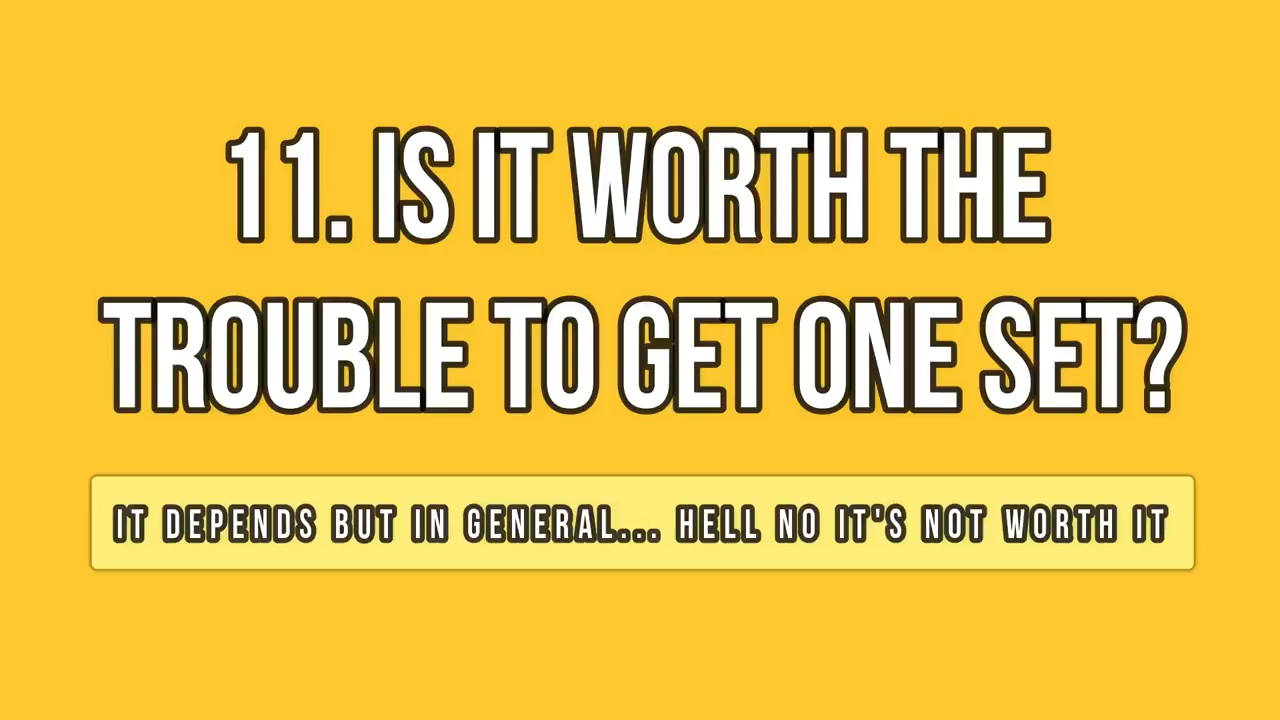 11. IS IT WORTH THE
TROUBLE TO GET ONE SET?
IT DEPENDS BUT IN GENERAL... HELL NO IT'S NOT WORTH IT